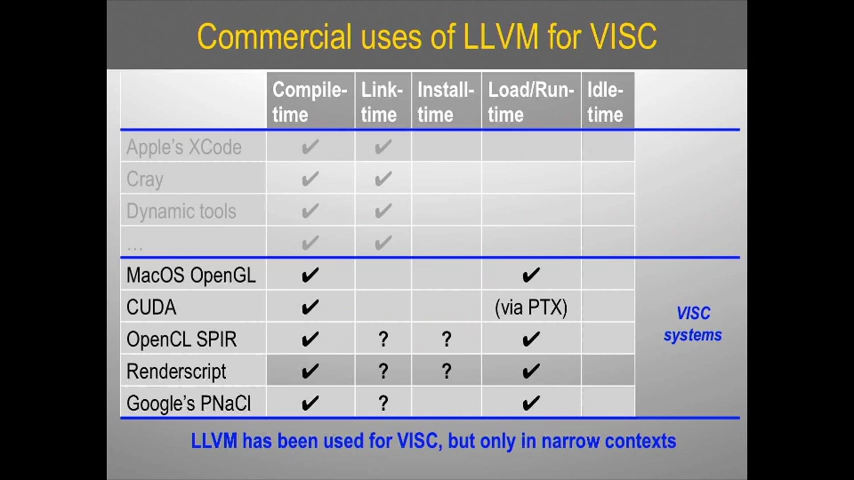 Commercial uses of LLVM for VISC
Compile-time Link-time Install-time Load/Run-time Idle-time
Apple's XCode ✔ ✔
Cray ✔ ✔
Dynamic tools ✔ ✔
... ✔ ✔
MacOS OpenGL ✔ ✔
CUDA ✔ (via PTX)
OpenCL SPIR ✔ ? ? ✔
Renderscript ✔ ? ? ✔
Google's PNaCl ✔ ? ✔
VISC
systems
LLVM has been used for VISC, but only in narrow contexts